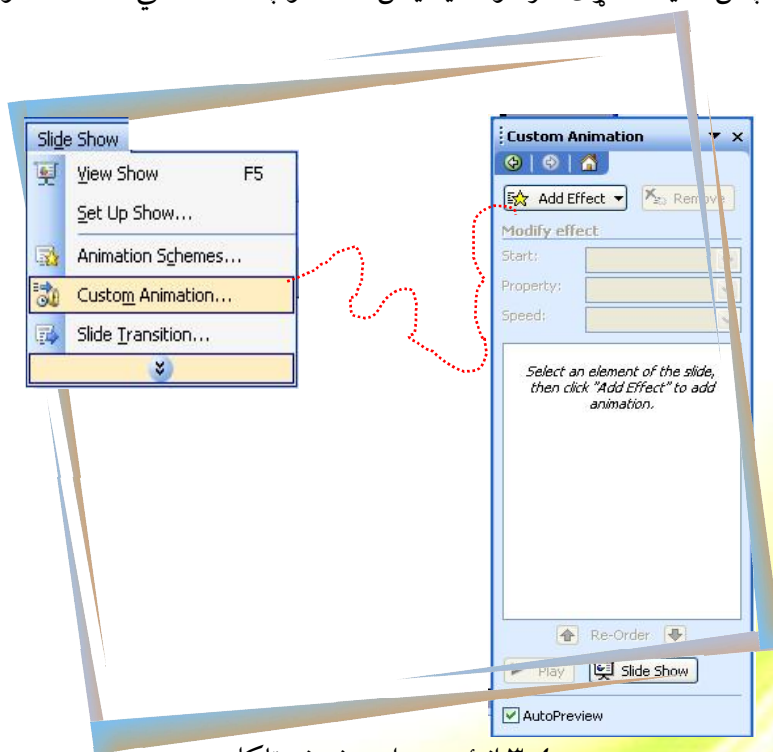 Slide Show
View Show F5
Set Up Show...
Animation Schemes...
Custom Animation...
Slide Transition...
Custom Animation
Add Effect
Remove
Modify effect
Start:
Property:
Speed:
Select an element of the slide,
then click "Add Effect" to add
animation.
Re-Order
Play
Slide Show
AutoPreview